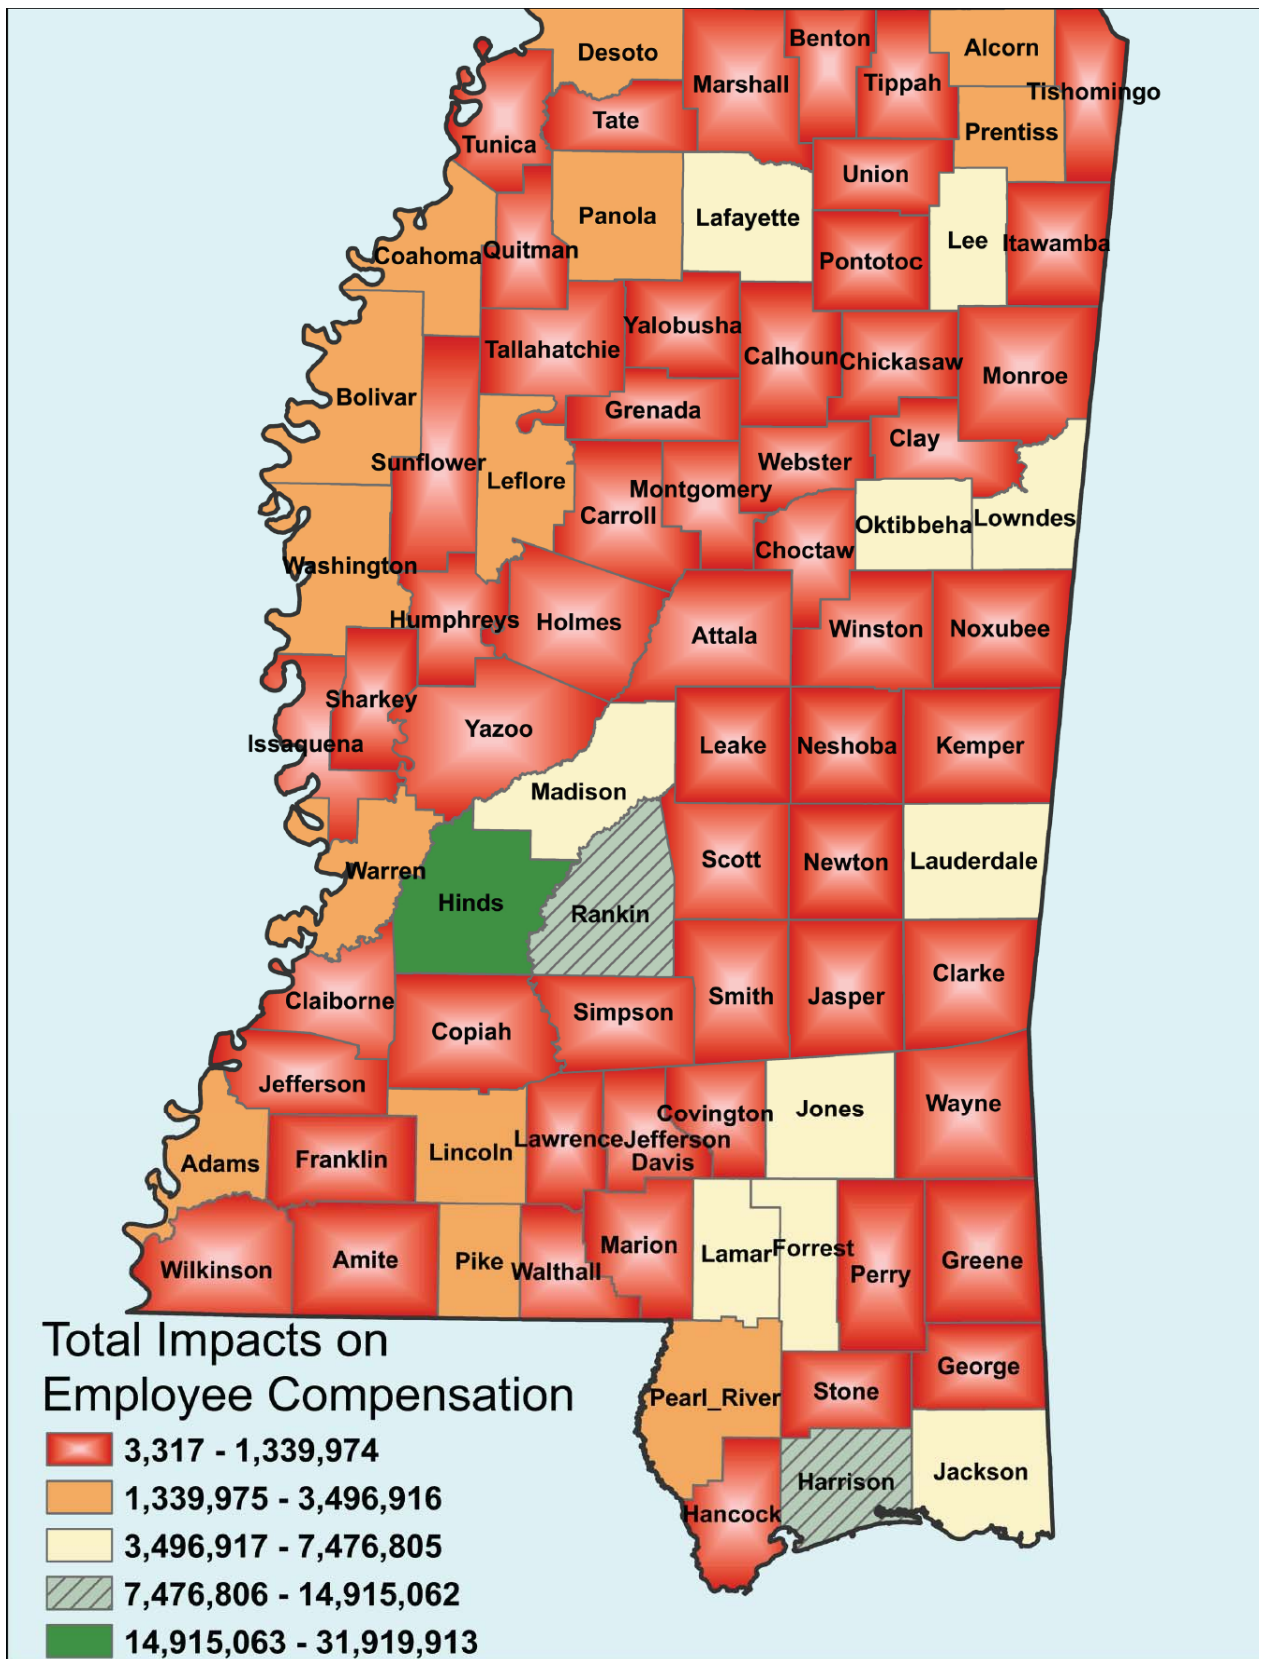 Desoto
Marshall
Benton
Tippah
Alcorn
Tishomingo
Tunica
Tate
Prentiss
Union
Panola
Lafayette
Coahoma
Quitman
Lee
Itawamba
Pontotoc
Yalobusha
Tallahatchie
Calhoun
Chickasaw
Monroe
Bolivar
Grenada
Clay
Sunflower
Webster
Leflore
Montgomery
Carroll
Oktibbeha
Lowndes
Choctaw
Washington
Humphreys
Holmes
Attala
Winston
Noxubee
Sharkey
Yazoo
Issaquena
Leake
Neshoba
Kemper
Madison
Warren
Scott
Newton
Lauderdale
Hinds
Rankin
Claiborne
Copiah
Simpson
Smith
Jasper
Clarke
Jefferson
Covington
Jones
Wayne
Adams
Franklin
Lincoln
Lawrence
Jefferson
Davis
Wilkinson
Amite
Pike
Walthall
Marion
Lamar
Forrest
Perry
Greene
Pearl_River
Stone
George
Hancock
Harrison
Jackson
Total Impacts on
Employee Compensation
3,317 - 1,339,974
1,339,975 - 3,496,916
3,496,917 - 7,476,805
7,476,806 - 14,915,062
14,915,063 - 31,919,913